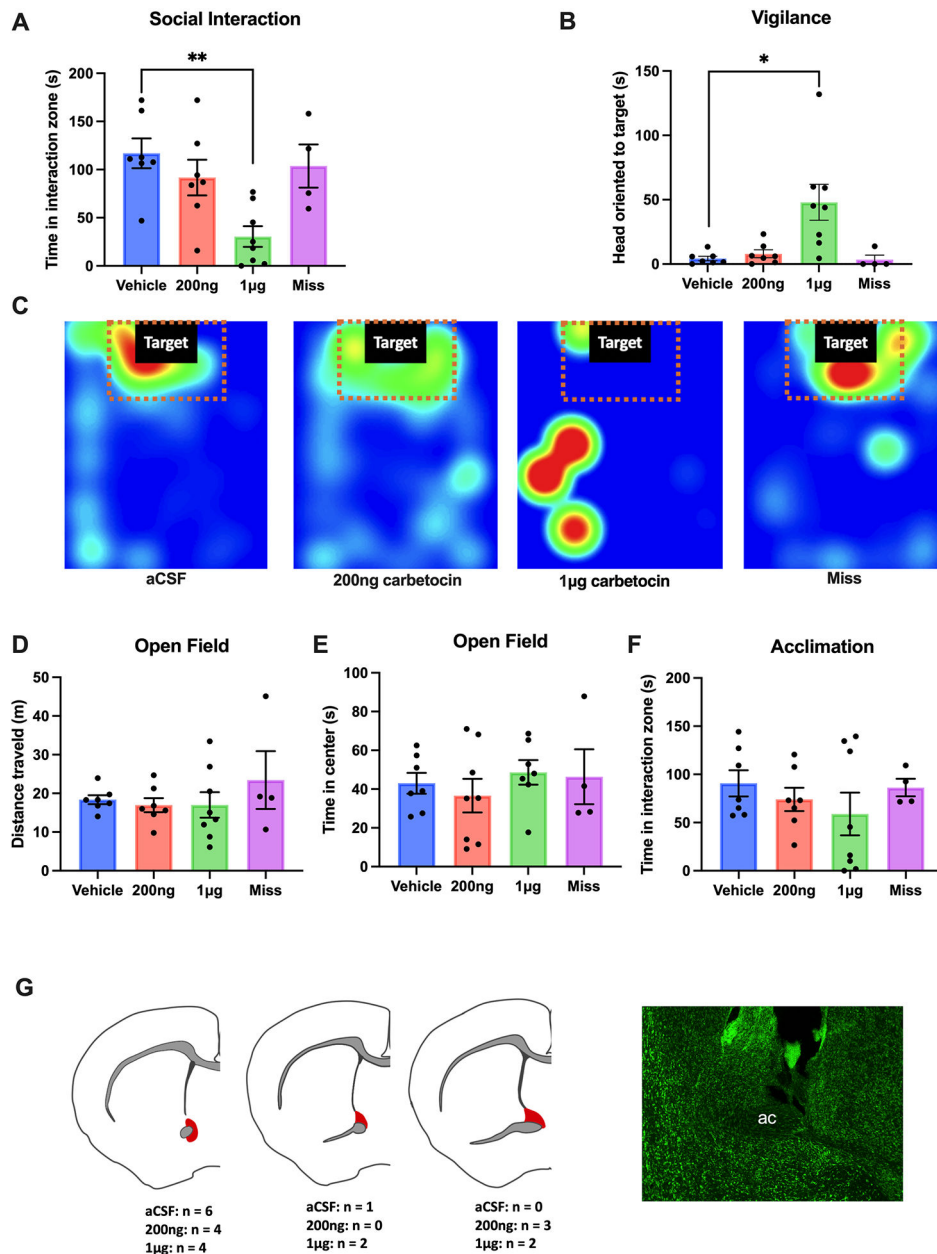 A
Social Interaction
**
Time in interaction zone (s)
200
150
100
50
0
Vehicle 200ng 1µg Miss
B
Vigilance
*
Head oriented to target (s)
150
100
50
0
Vehicle 200ng 1µg Miss
C
Target
Target
Target
Target
aCSF
200ng carbetocin
1µg carbetocin
Miss
D
Open Field
Distance traveld (m)
50
40
30
20
10
0
Vehicle 200ng 1µg Miss
E
Open Field
Time in center (s)
100
80
60
40
20
0
Vehicle 200ng 1µg Miss
F
Acclimation
Time in interaction zone (s)
200
150
100
50
0
Vehicle 200ng 1µg Miss
G
aCSF: n = 6
200ng: n = 4
1µg: n = 4
aCSF: n = 1
200ng: n = 0
1µg: n = 2
aCSF: n = 0
200ng: n = 3
1µg: n = 2
ac